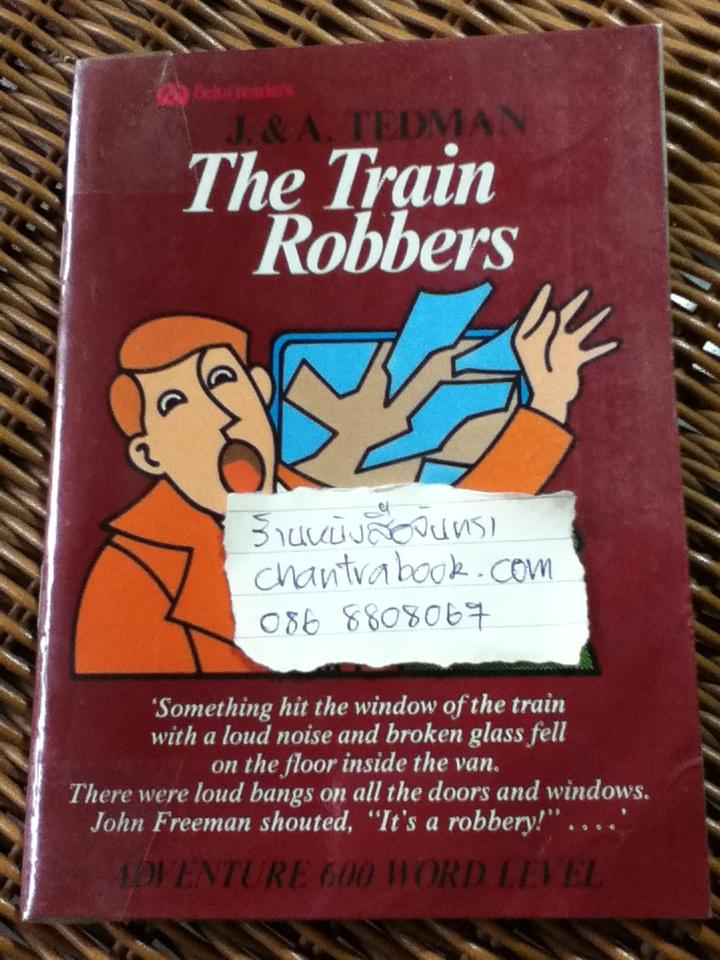 Delta readers
J. & A. TEDMAN
The Train
Robbers
ร้านหนังสือจันทรา
chantrabook.com
086 8808067
'Something hit the window of the train
with a loud noise and broken glass fell
on the floor inside the van.
There were loud bangs on all the doors and windows.
John Freeman shouted, "It's a robbery!" ....'
ADVENTURE 600 WORD LEVEL